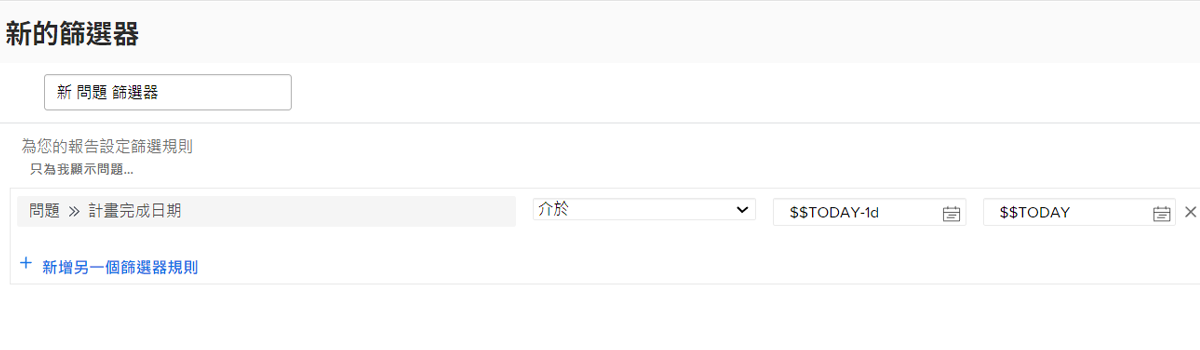 新的篩選器
新 問題 篩選器
為您的報告設定篩選規則
只為我顯示問題...
問題 » 計畫完成日期 介於 $$TODAY-1d $$TODAY
+ 新增另一個篩選器規則